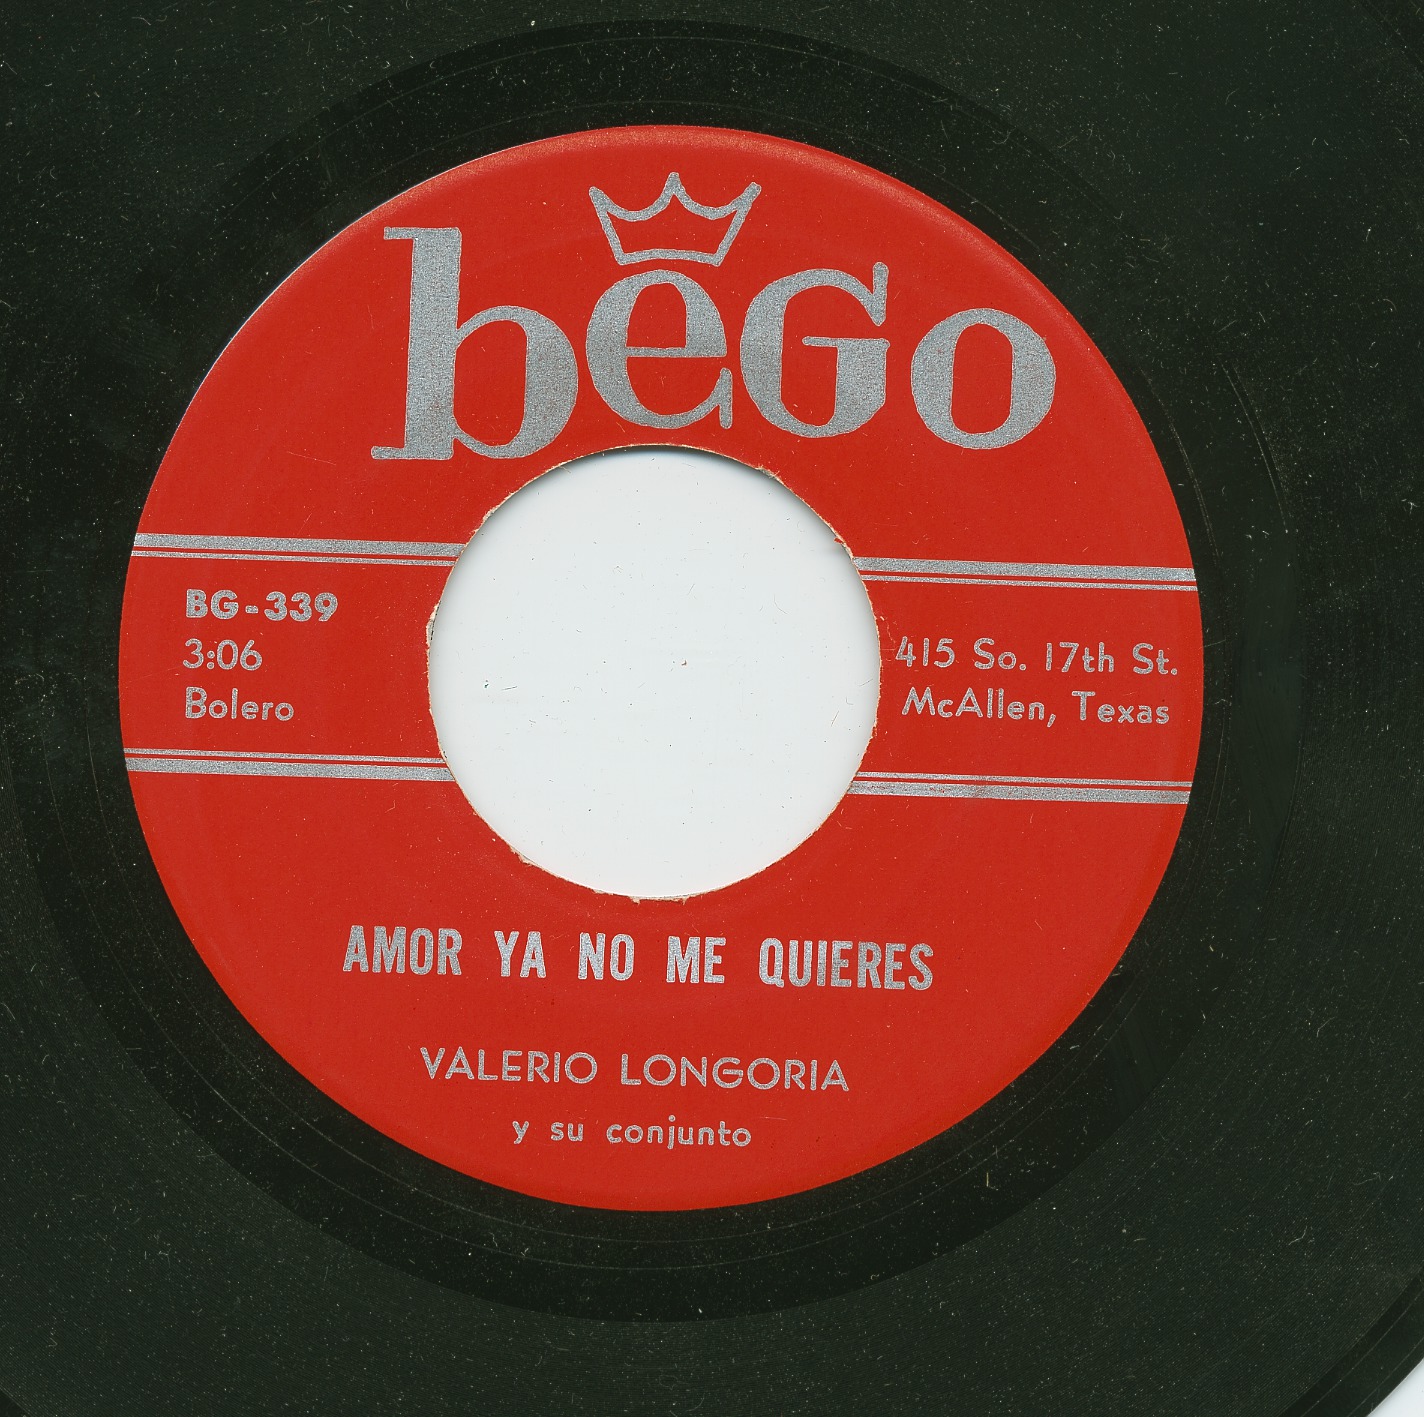 beGo
BG-339
3:06
Bolero
415 So. 17th St.
McAllen, Texas
AMOR YA NO ME QUIERES
VALERIO LONGORIA
y su conjunto